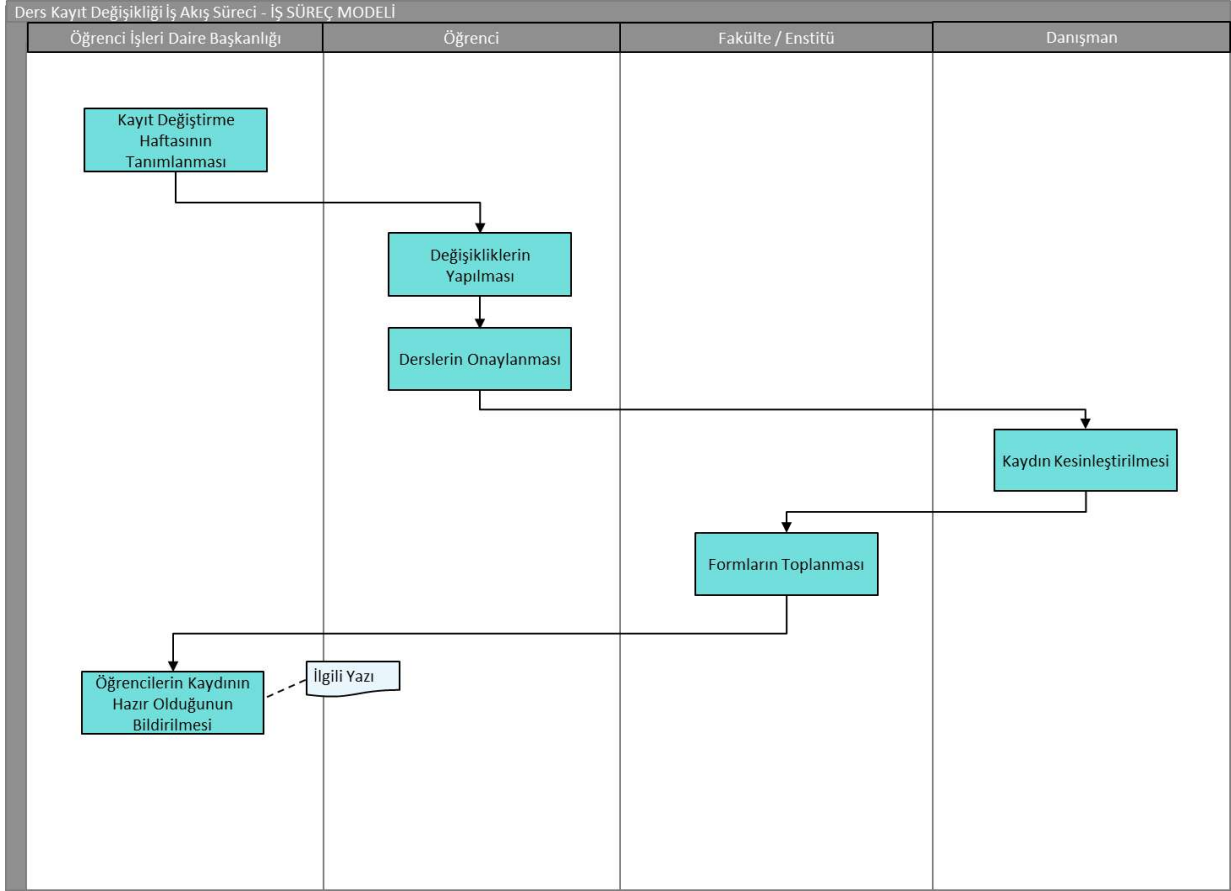 Ders Kayıt Değişikliği İş Akış Süreci - İŞ SÜREÇ MODELİ
Öğrenci İşleri Daire Başkanlığı
Öğrenci
Fakülte / Enstitü
Danışman
Kayıt Değiştirme
Haftasının
Tanımlanması
Değişikliklerin
Yapılması
Derslerin Onaylanması
Kaydın Kesinleştirilmesi
Formların Toplanması
Öğrencilerin Kaydının
Hazır Olduğunun
Bildirilmesi
İlgili Yazı